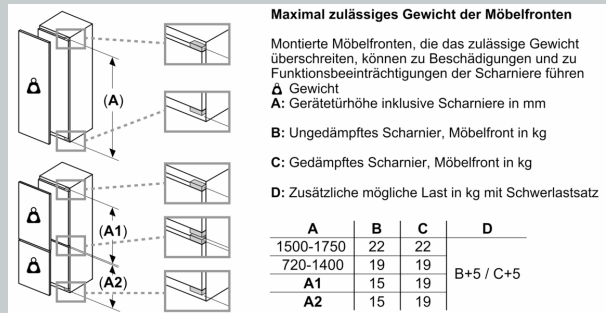 Maximal zulässiges Gewicht der Möbelfronten
Montierte Möbelfronten, die das zulässige Gewicht
überschreiten, können zu Beschädigungen und zu
Funktionsbeeinträchtigungen der Scharniere führen
Gewicht
A: Gerätetürhöhe inklusive Scharniere in mm
B: Ungedämpftes Scharnier, Möbelfront in kg
C: Gedämpftes Scharnier, Möbelfront in kg
D: Zusätzliche mögliche Last in kg mit Schwerlastsatz
(A)
(A1)
(A2)
A B C D
1500-1750 22 22
720-1400 19 19
B+5 / C+5
A1 15 19
A2 15 19